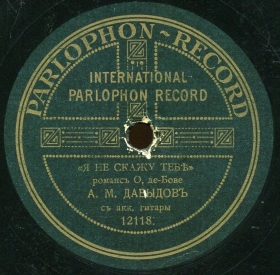 PARLOPHON~RECORD
INTERNATIONAL-
PARLOPHON RECORD
«Я НЕ СКАЖУ ТЕБѢ»
романсъ О, де-Бове
А. М. ДАВЫДОВЪ
съ акк, гитары
12118.